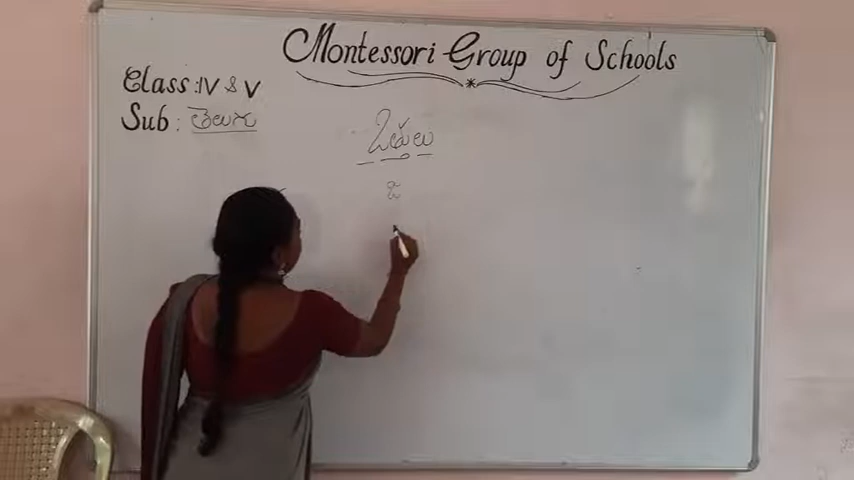 Montessori Group of Schools
Class : IV & V
Sub : తెలుగు